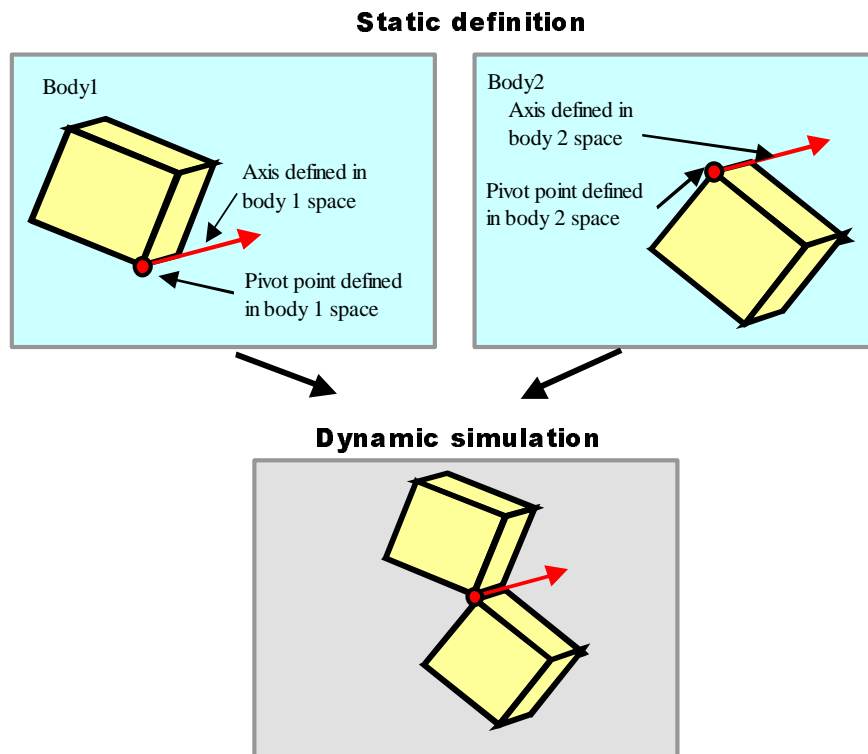 Static definition
Body1
Axis defined in
body 1 space
Pivot point defined
in body 1 space
Body2
Axis defined in
body 2 space
Pivot point defined
in body 2 space
Dynamic simulation